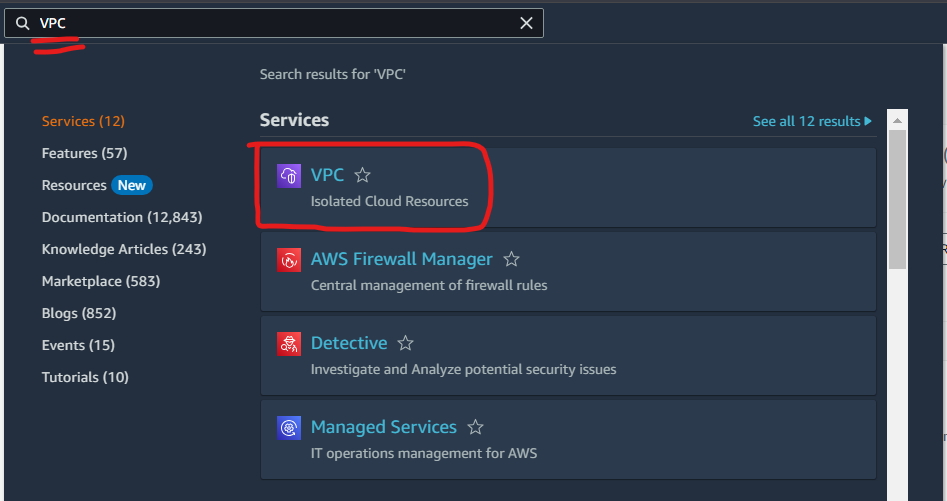 VPC
Search results for 'VPC'
Services (12)
Features (57)
Resources New
Documentation (12,843)
Knowledge Articles (243)
Marketplace (583)
Blogs (852)
Events (15)
Tutorials (10)
Services
See all 12 results
VPC
Isolated Cloud Resources
AWS Firewall Manager
Central management of firewall rules
Detective
Investigate and Analyze potential security issues
Managed Services
IT operations management for AWS